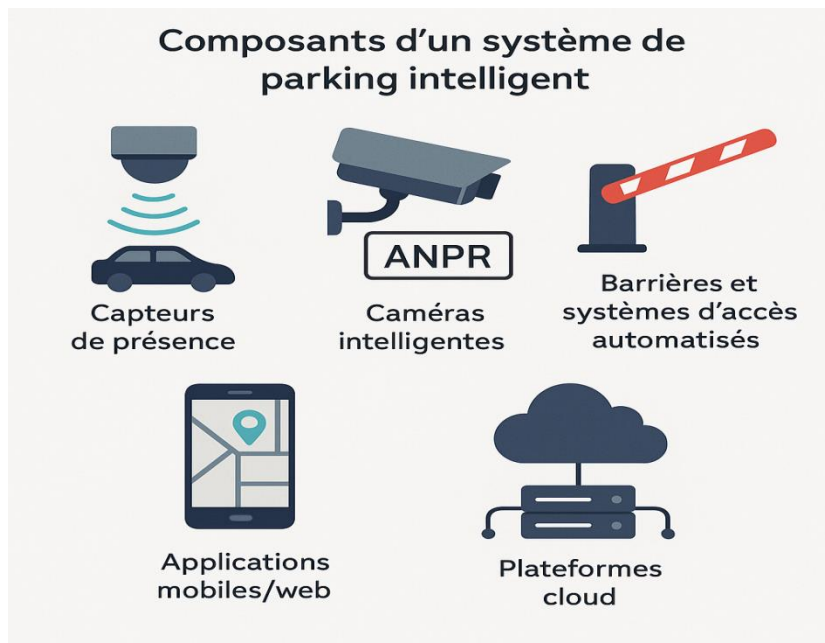 Composants d'un système de
parking intelligent
ANPR
Capteurs
de présence
Caméras
intelligentes
Barrières et
systèmes d'accès
automatisés
Applications
mobiles/web
Plateformes
cloud